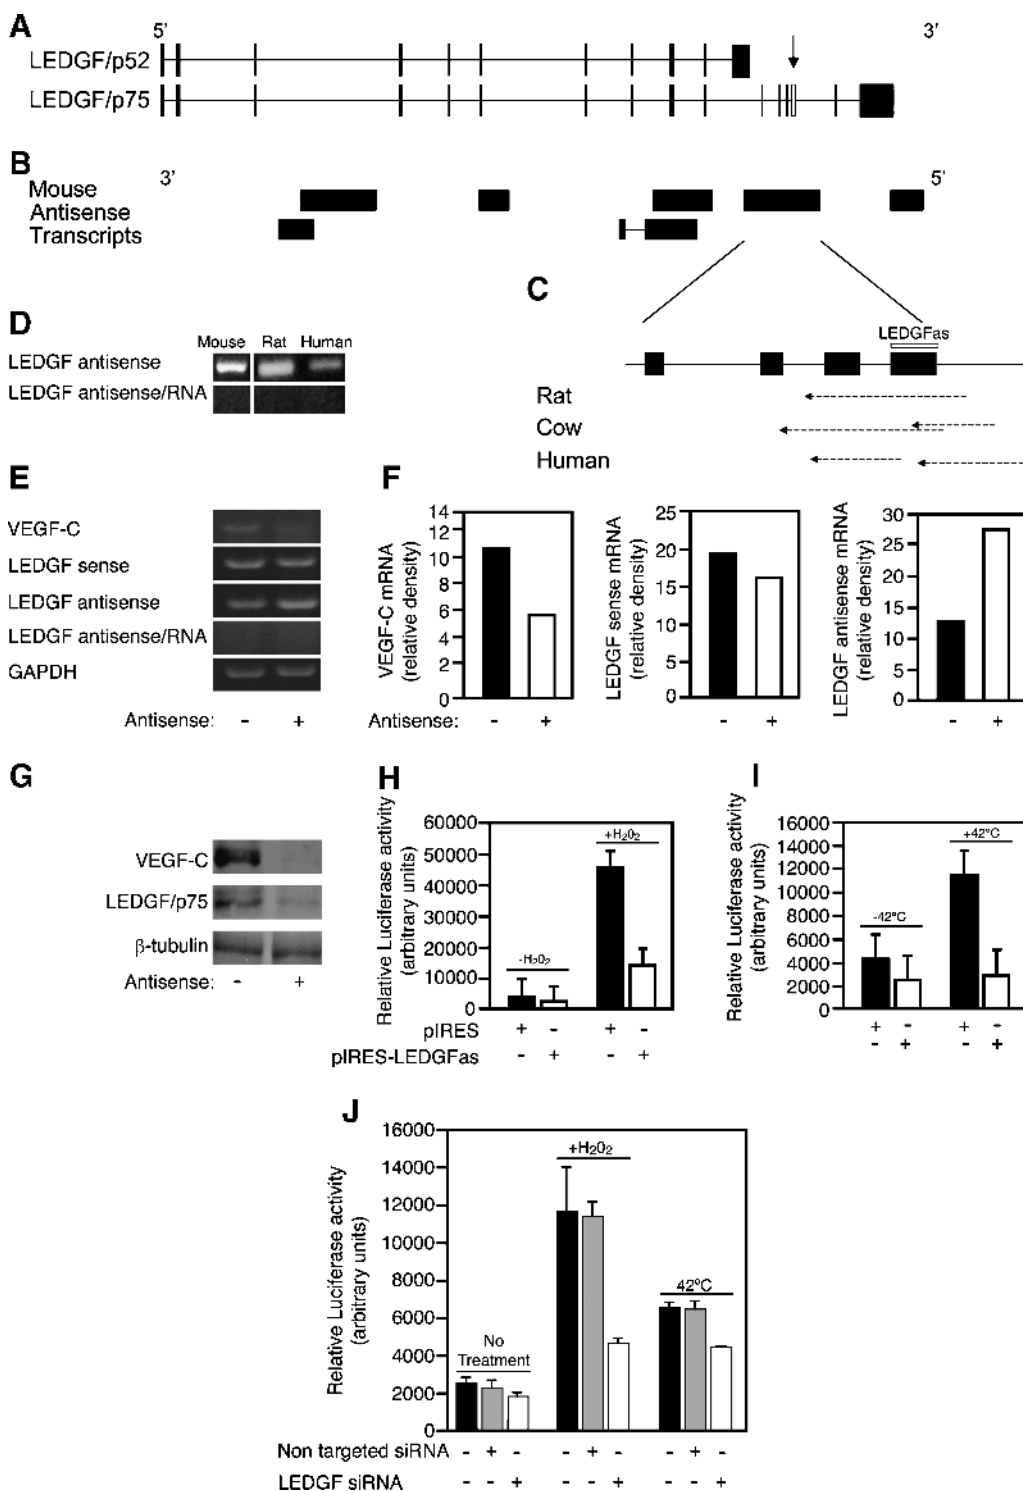 A
5′ 3′
LEDGF/p52
LEDGF/p75
B
3′ 5′
Mouse
Antisense
Transcripts
C
LEDGFas
Rat
Cow
Human
D
Mouse Rat Human
LEDGF antisense
LEDGF antisense/RNA
E
VEGF-C
LEDGF sense
LEDGF antisense
LEDGF antisense/RNA
GAPDH
Antisense: - +
F
VEGF-C mRNA
(relative density)
14
12
10
8
6
4
2
0
Antisense: - +
LEDGF sense mRNA
(relative density)
25
20
15
10
5
0
- +
LEDGF antisense mRNA
(relative density)
30
25
20
15
10
5
0
- +
G
VEGF-C
LEDGF/p75
β-tubulin
Antisense: - +
H
Relative Luciferase activity
(arbitrary units)
60000
50000
40000
30000
20000
10000
0
-H₂0₂
+H₂0₂
pIRES + - + -
pIRES-LEDGFas - + - +
I
Relative Luciferase activity
(arbitrary units)
16000
14000
12000
10000
8000
6000
4000
2000
0
-42°C
+42°C
+ - + -
- + - +
J
Relative Luciferase activity
(arbitrary units)
16000
14000
12000
10000
8000
6000
4000
2000
0
No
Treatment
+H₂0₂
42°C
Non targeted siRNA - + - - + - - + -
LEDGF siRNA - - + - - + - - +